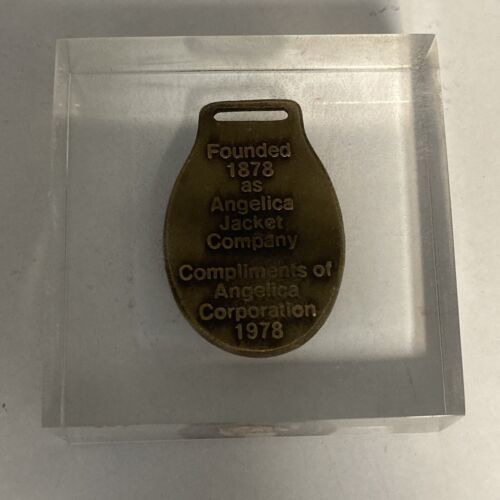 Founded
1878
as
Angelica
Jacket
Company
Compliments of
Angelica
Corporation
1978